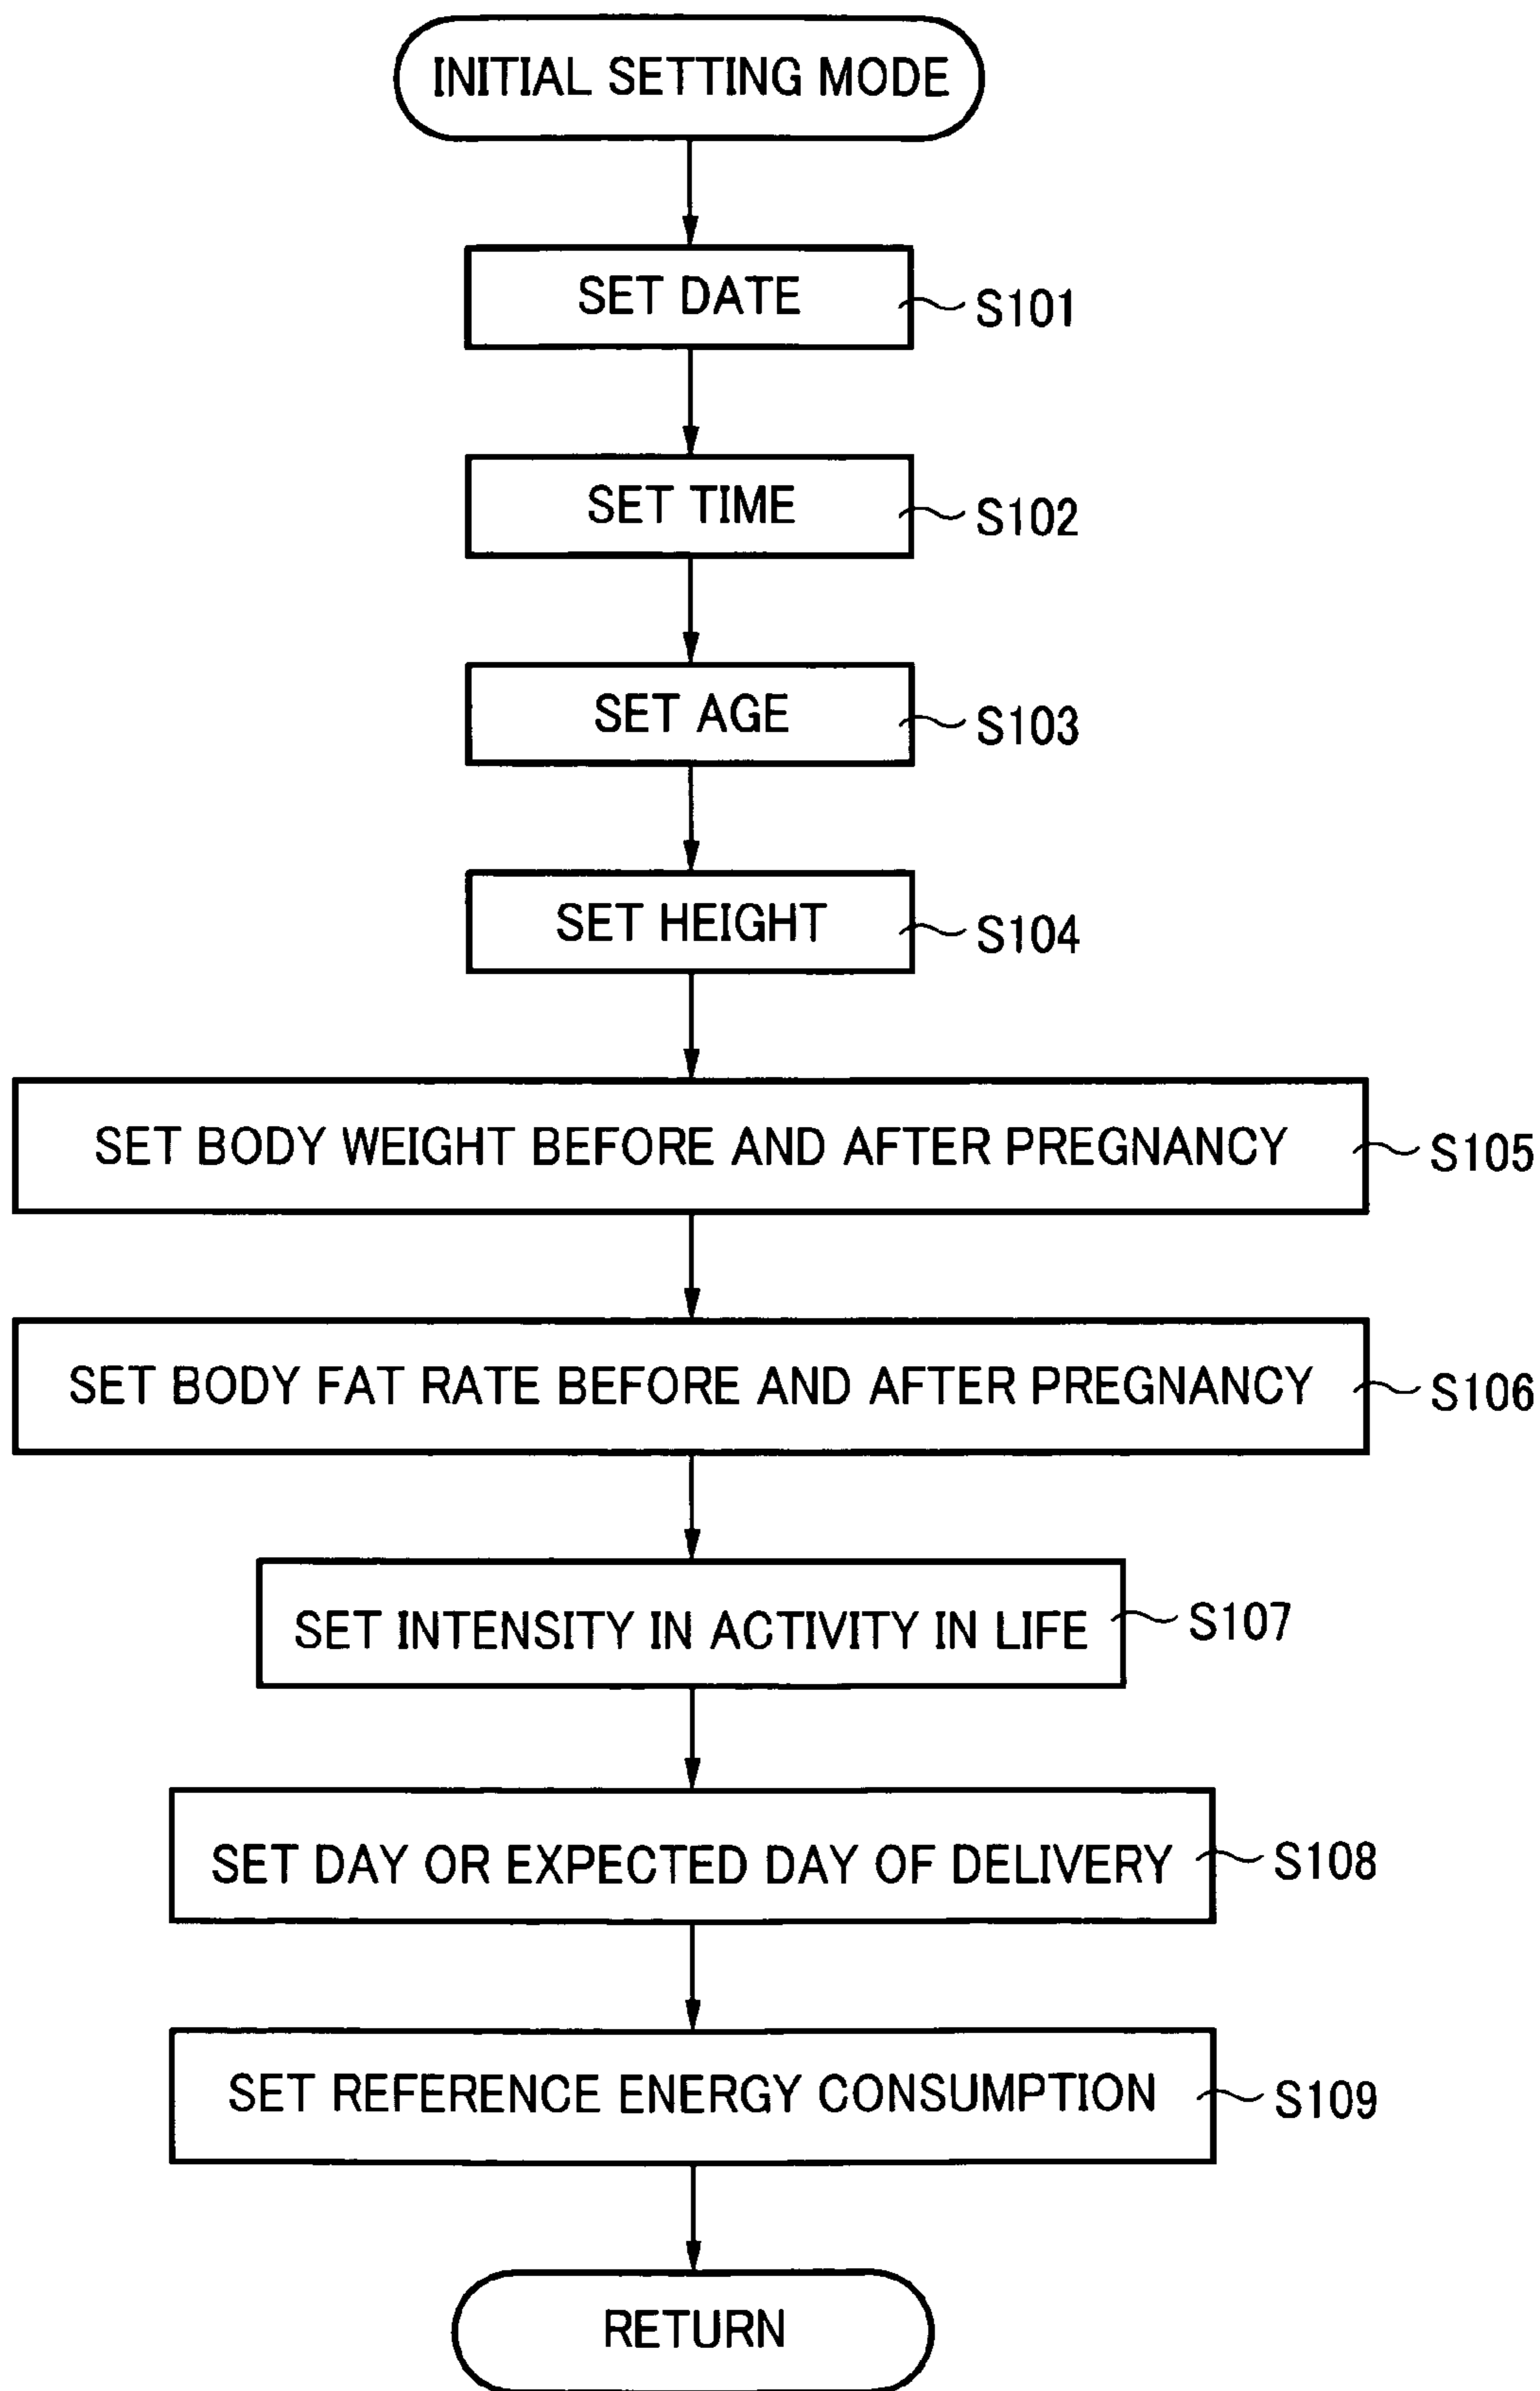 INITIAL SETTING MODE
SET DATE
S101
SET TIME
S102
SET AGE
S103
SET HEIGHT
S104
SET BODY WEIGHT BEFORE AND AFTER PREGNANCY
S105
SET BODY FAT RATE BEFORE AND AFTER PREGNANCY
S106
SET INTENSITY IN ACTIVITY IN LIFE
S107
SET DAY OR EXPECTED DAY OF DELIVERY
S108
SET REFERENCE ENERGY CONSUMPTION
S109
RETURN